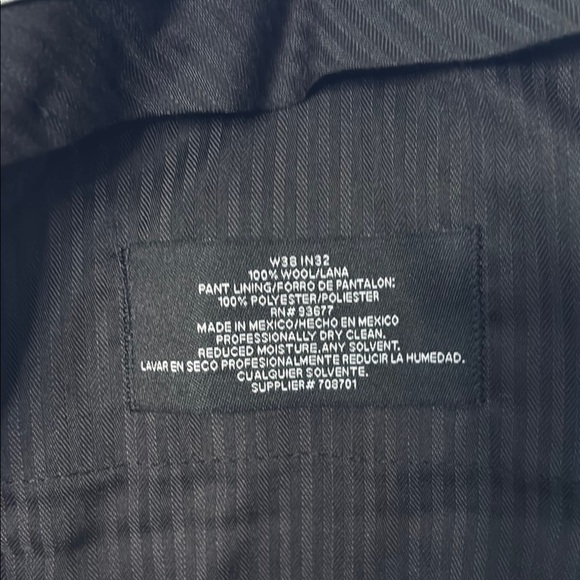 W38 IN32
100% WOOL/LANA
PANT LINING/FORRO DE PANTALON:
100% POLYESTER/POLIESTER
RN# 93677
MADE IN MEXICO/HECHO EN MEXICO
PROFESSIONALLY DRY CLEAN.
REDUCED MOISTURE.ANY SOLVENT.
LAVAR EN SECO PROFESIONALMENTE REDUCIR LA HUMEDAD.
CUALQUIER SOLVENTE.
SUPPLIER# 708701